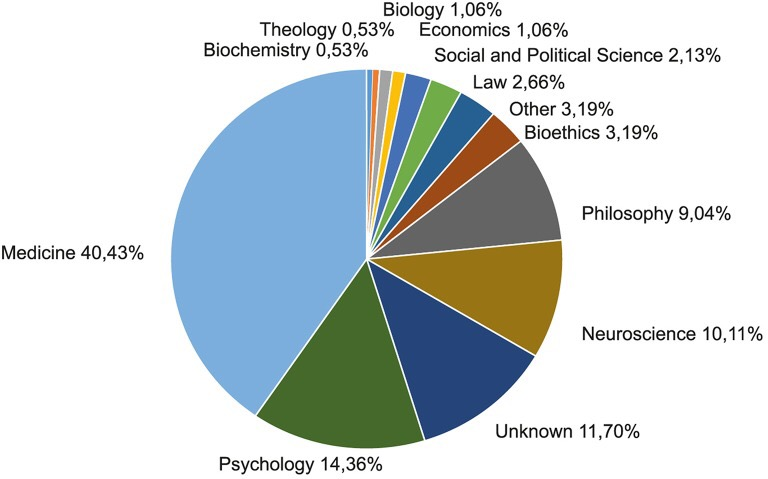 Biology 1,06%
Theology 0,53%
Economics 1,06%
Biochemistry 0,53%
Social and Political Science 2,13%
Law 2,66%
Other 3,19%
Bioethics 3,19%
Philosophy 9,04%
Medicine 40,43%
Neuroscience 10,11%
Unknown 11,70%
Psychology 14,36%